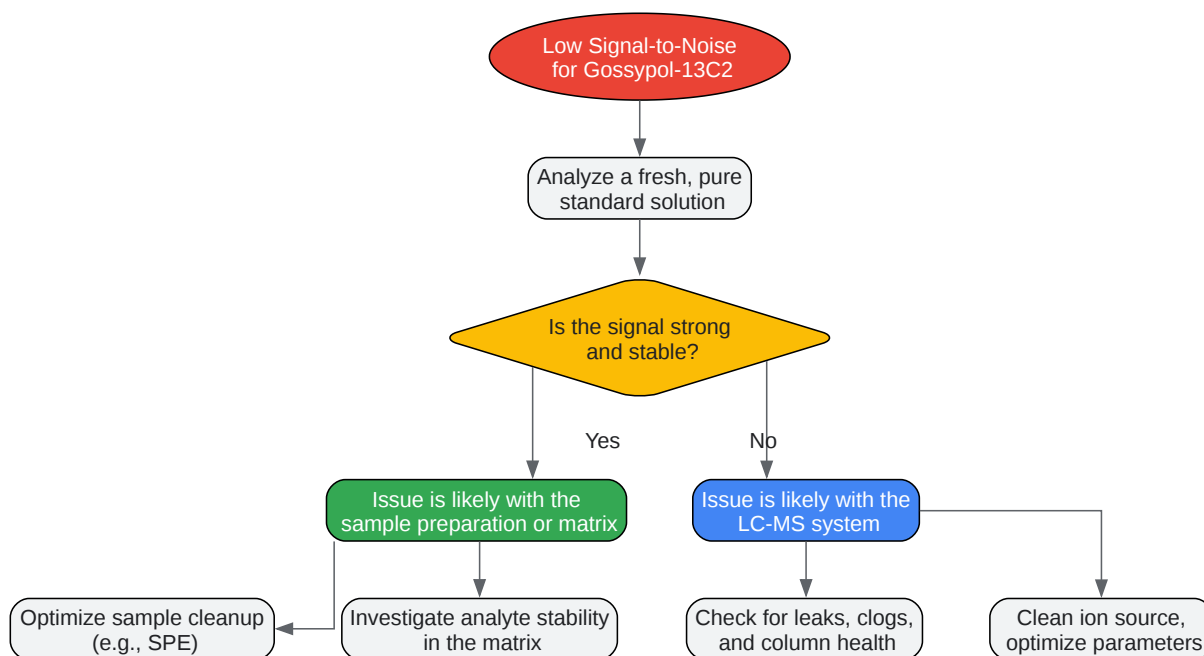 Low Signal-to-Noise
for Gossypol-13C2
Analyze a fresh, pure
standard solution
Is the signal strong
and stable?
Yes
No
Issue is likely with the
sample preparation or matrix
Issue is likely with the
LC-MS system
Optimize sample cleanup
(e.g., SPE)
Investigate analyte stability
in the matrix
Check for leaks, clogs,
and column health
Clean ion source,
optimize parameters